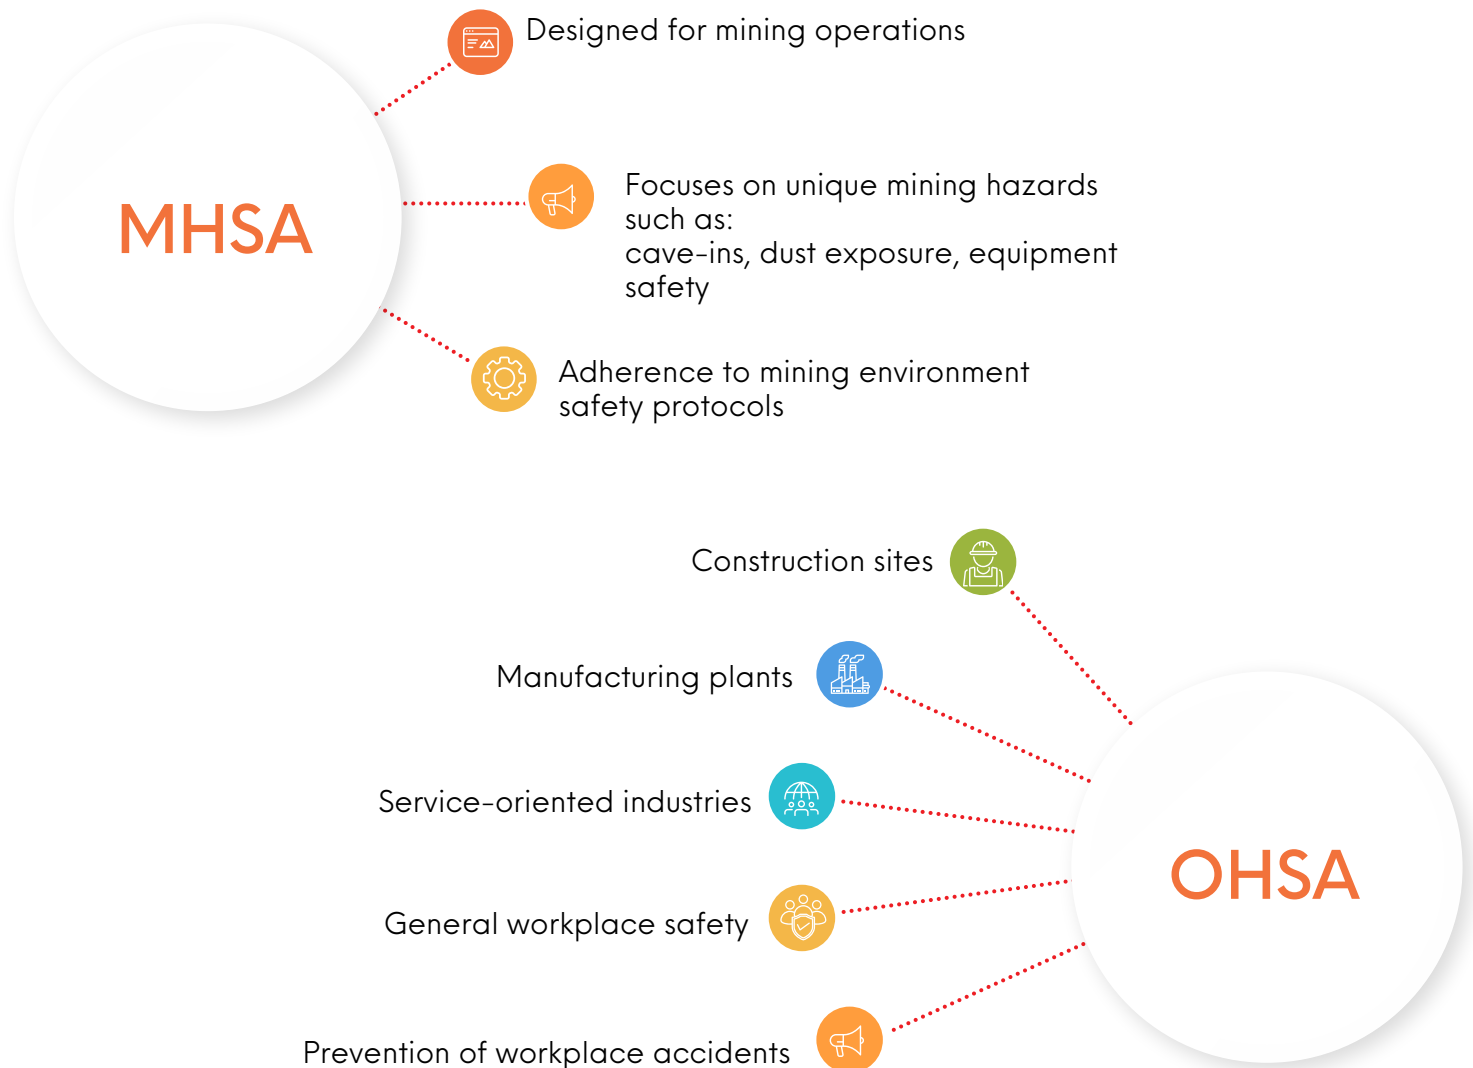 MHSA
Designed for mining operations
Focuses on unique mining hazards
such as:
cave-ins, dust exposure, equipment
safety
Adherence to mining environment
safety protocols
Construction sites
Manufacturing plants
Service-oriented industries
General workplace safety
Prevention of workplace accidents
OHSA